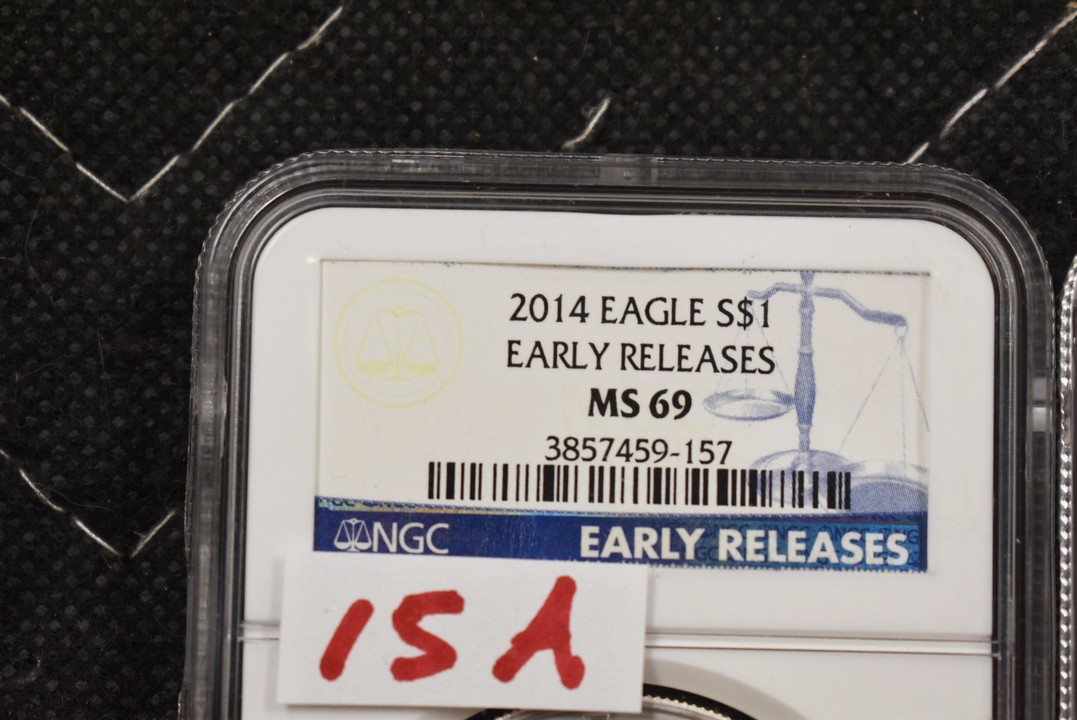 2014 EAGLE S$1
EARLY RELEASES
MS 69
3857459-157
NGC EARLY RELEASES
15A